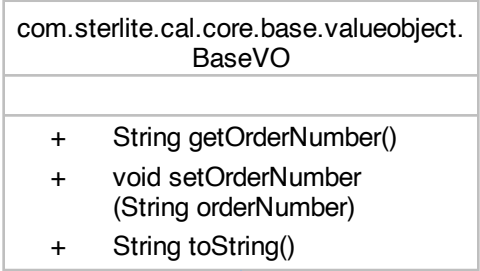 com.sterlite.cal.core.base.valueobject.
BaseVO
+ String getOrderNumber()
+ void setOrderNumber
(String orderNumber)
+ String toString()